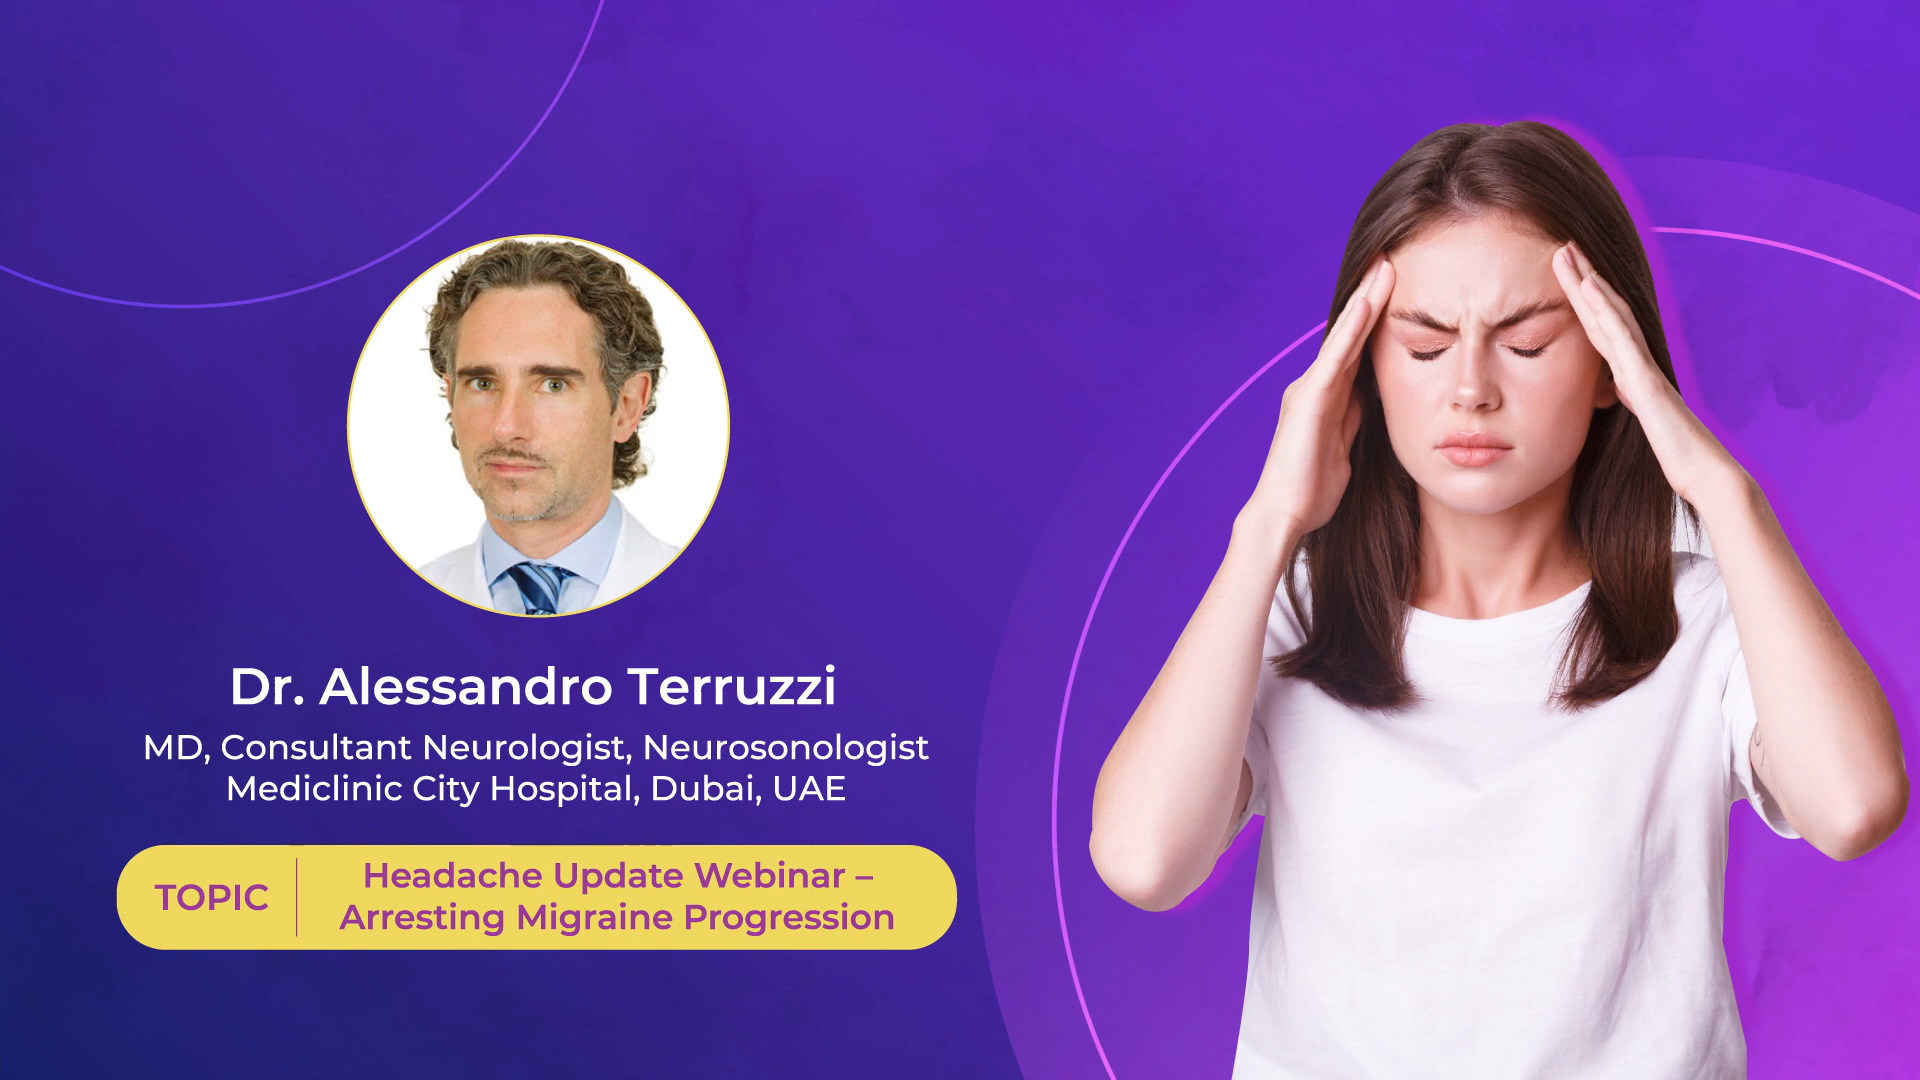 Dr. Alessandro Terruzzi
MD, Consultant Neurologist, Neurosonologist
Mediclinic City Hospital, Dubai, UAE
TOPIC
Headache Update Webinar –
Arresting Migraine Progression